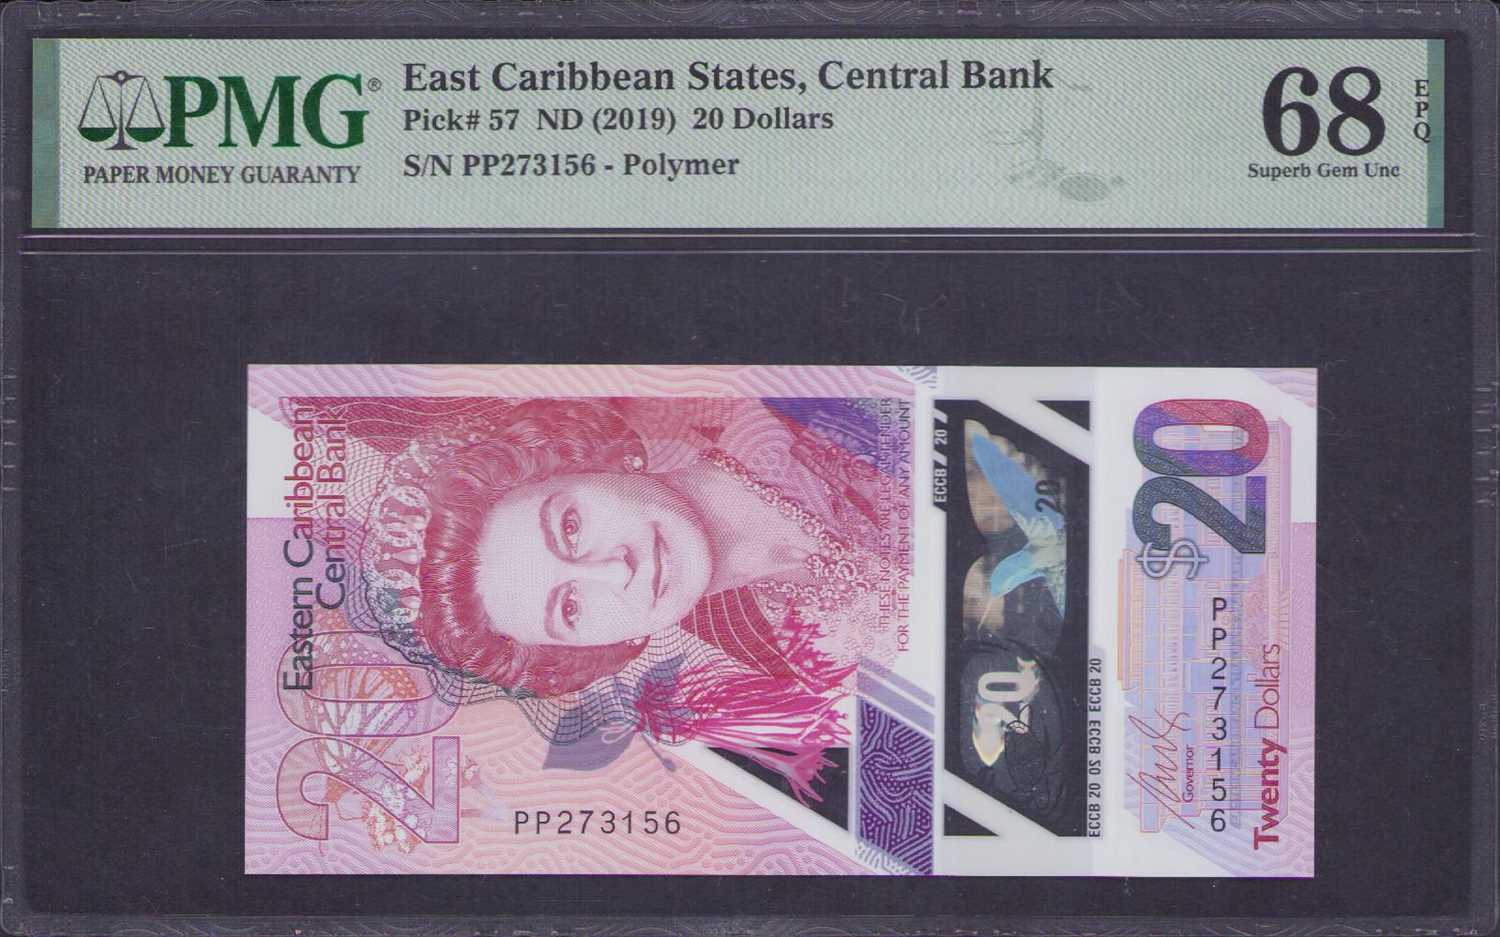 PMG®
PAPER MONEY GUARANTY
East Caribbean States, Central Bank
Pick# 57 ND (2019) 20 Dollars
S/N PP273156 - Polymer
68
EPQ
Superb Gem Unc
Eastern Caribbean
Central Bank
20
PP273156
THESE NOTES ARE LEGAL TENDER
FOR THE PAYMENT OF ANY AMOUNT
ECCB / 20 /
20
20
ECCB 20 ECCB 20 ECCB 20
$20
Governor
PP273156
Twenty Dollars